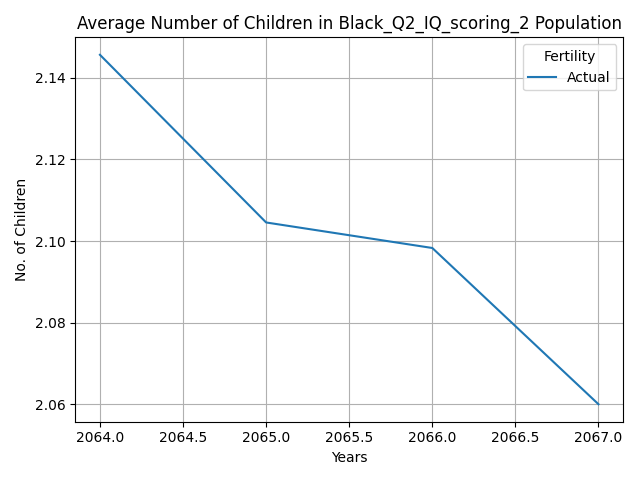 Average Number of Children in Black_Q2_IQ_scoring_2 Population
Fertility
Actual
No. of Children
2.14
2.12
2.10
2.08
2.06
2064.0 2064.5 2065.0 2065.5 2066.0 2066.5 2067.0
Years